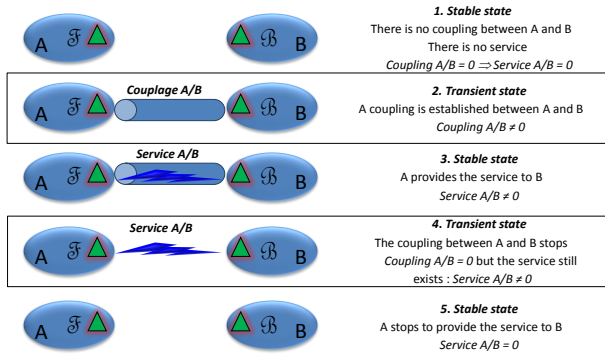 1. Stable state
A ℱ ℬ B
There is no coupling between A and B
There is no service
Coupling A/B = 0 ⇒ Service A/B = 0
2. Transient state
Couplage A/B
A ℱ ℬ B
A coupling is established between A and B
Coupling A/B ≠ 0
Service A/B
3. Stable state
A ℱ ℬ B
A provides the service to B
Service A/B ≠ 0
4. Transient state
Service A/B
A ℱ ℬ B
The coupling between A and B stops
Coupling A/B = 0 but the service still
exists : Service A/B ≠ 0
5. Stable state
A ℱ ℬ B
A stops to provide the service to B
Service A/B = 0